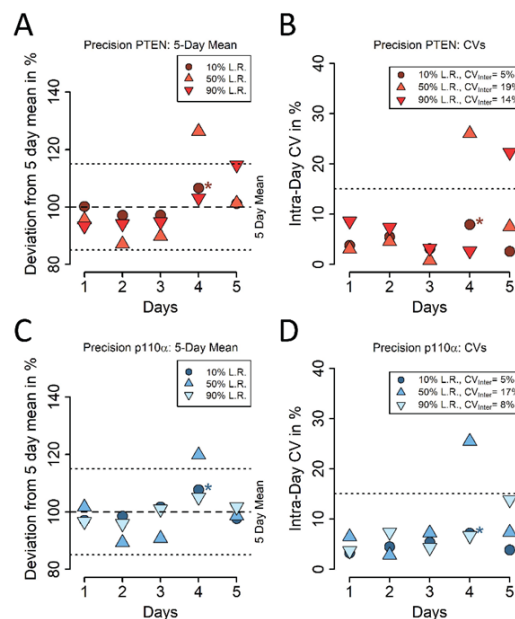 A
Precision PTEN: 5-Day Mean
10% L.R.
50% L.R.
90% L.R.
Deviation from 5 day mean in %
140
120
100
80
*
5 Day Mean
1 2 3 4 5
Days
B
Precision PTEN: CVs
10% L.R., CVInter= 5%
50% L.R., CVInter= 19%
90% L.R., CVInter= 14%
Intra-Day CV in %
40
30
20
10
0
*
1 2 3 4 5
Days
C
Precision p110α: 5-Day Mean
10% L.R.
50% L.R.
90% L.R.
Deviation from 5 day mean in %
140
120
100
80
*
5 Day Mean
1 2 3 4 5
Days
D
Precision p110α: CVs
10% L.R., CVInter= 5%
50% L.R., CVInter= 17%
90% L.R., CVInter= 8%
Intra-Day CV in %
40
30
20
10
0
*
1 2 3 4 5
Days